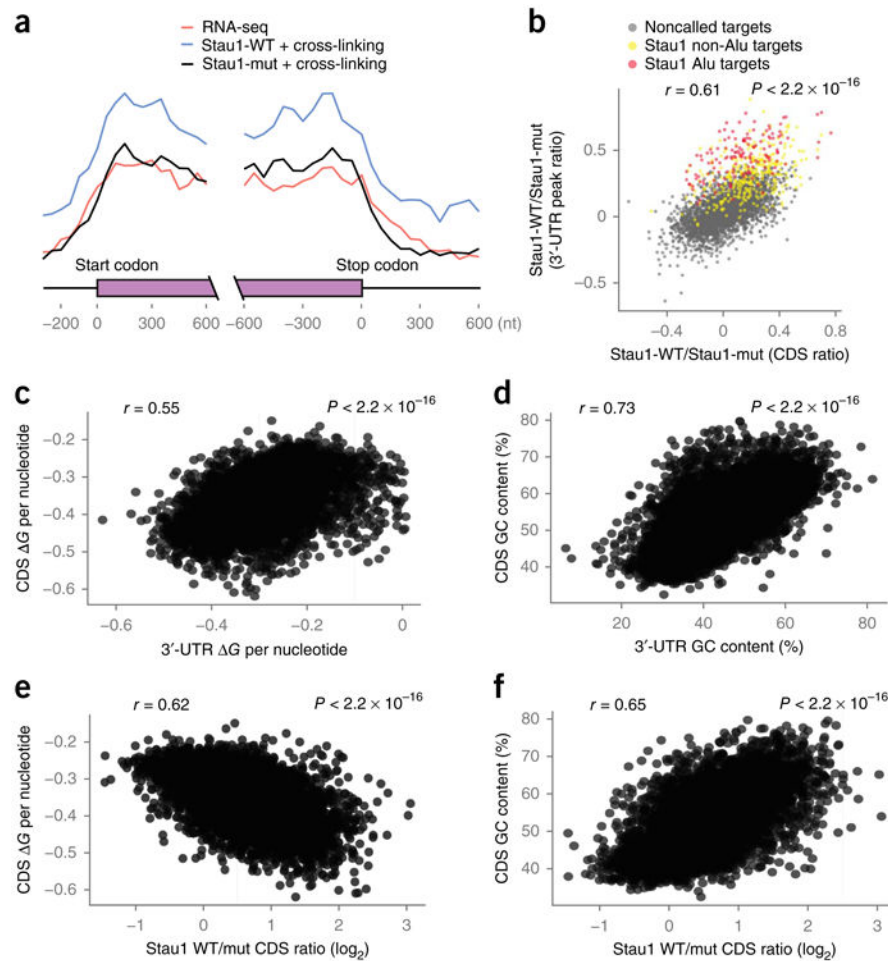 a
RNA-seq
Stau1-WT + cross-linking
Stau1-mut + cross-linking
Start codon
Stop codon
−200 0 300 600 −600 −300 0 600 (nt)
b
Noncalled targets
Stau1 non-Alu targets
Stau1 Alu targets
r = 0.61 P < 2.2 × 10⁻¹⁶
Stau1-WT/Stau1-mut
(3′-UTR peak ratio)
0.5
0
−0.5
−0.4 0 0.4 0.8
Stau1-WT/Stau1-mut (CDS ratio)
c
r = 0.55 P < 2.2 × 10⁻¹⁶
CDS ΔG per nucleotide
−0.2
−0.3
−0.4
−0.5
−0.6
−0.6 −0.4 −0.2 0
3′-UTR ΔG per nucleotide
d
r = 0.73 P < 2.2 × 10⁻¹⁶
CDS GC content (%)
80
70
60
50
40
20 40 60 80
3′-UTR GC content (%)
e
r = 0.62 P < 2.2 × 10⁻¹⁶
CDS ΔG per nucleotide
−0.2
−0.3
−0.4
−0.5
−0.6
−1 0 1 2 3
Stau1 WT/mut CDS ratio (log₂)
f
r = 0.65 P < 2.2 × 10⁻¹⁶
CDS GC content (%)
80
70
60
50
40
−1 0 1 2 3
Stau1 WT/mut CDS ratio (log₂)